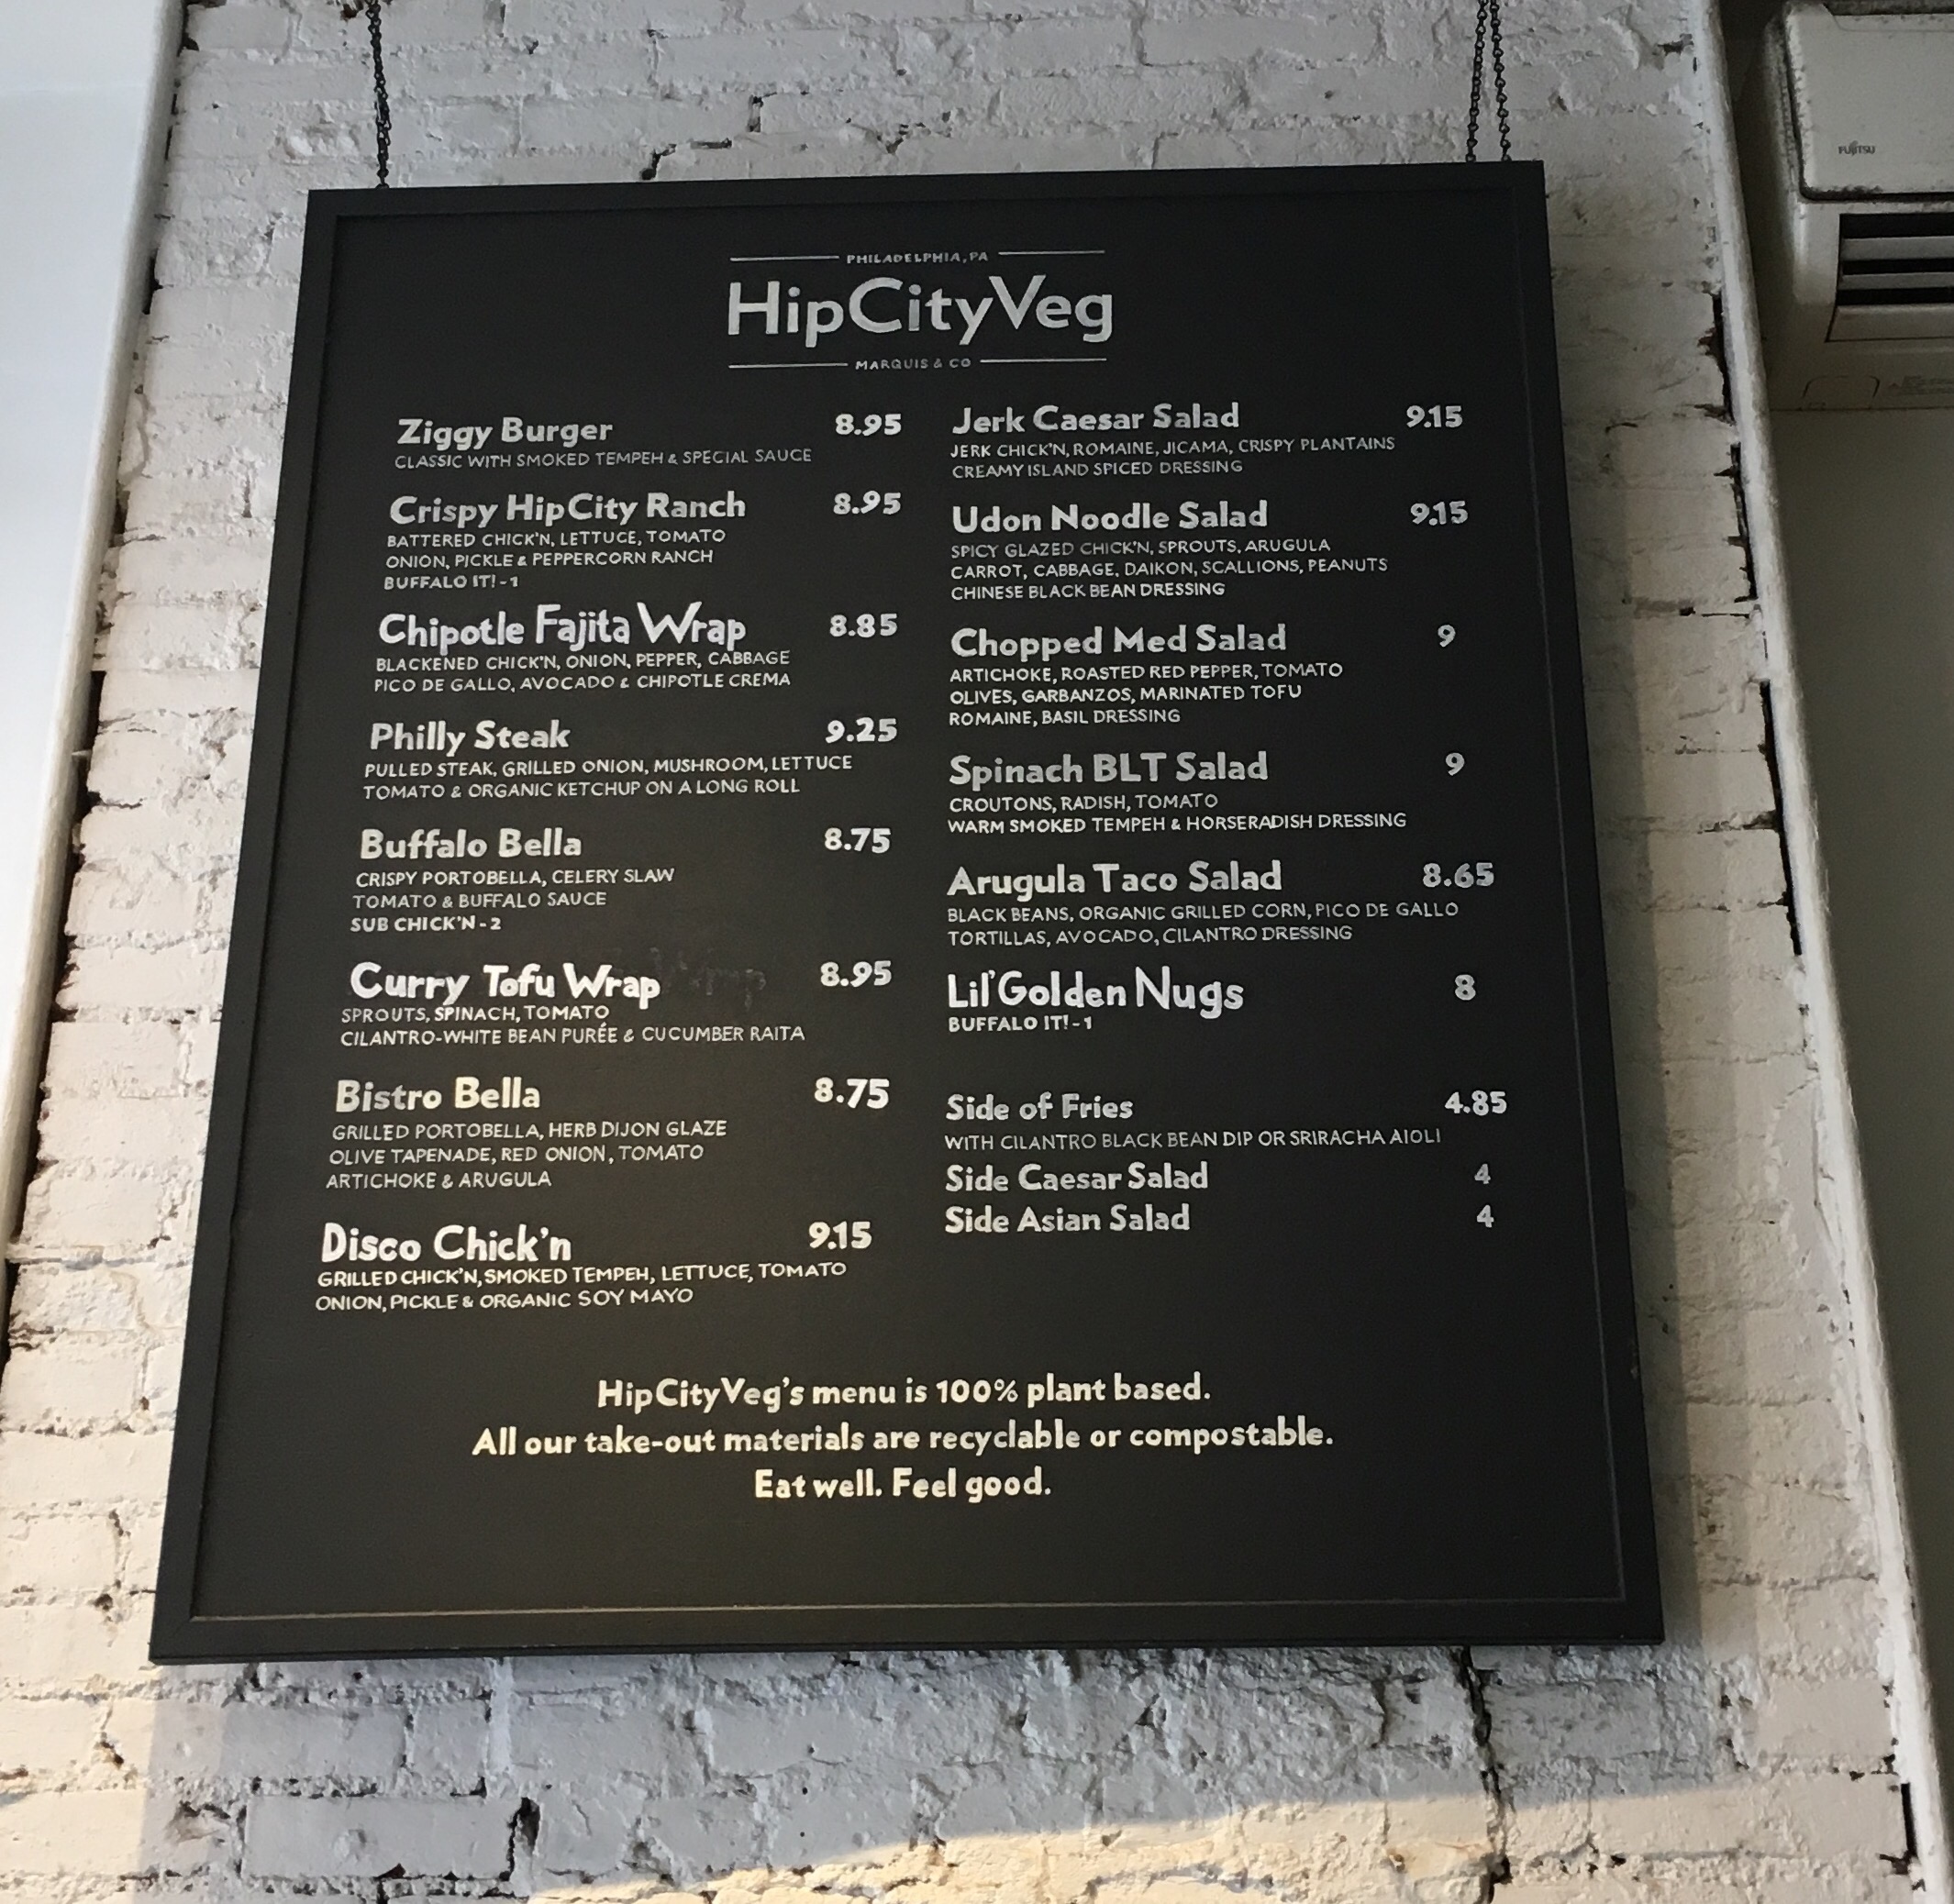 PHILADELPHIA, PA
HipCityVeg
MARQUIS & CO
Ziggy Burger 8.95
CLASSIC WITH SMOKED TEMPEH & SPECIAL SAUCE
Crispy HipCity Ranch 8.95
BATTERED CHICK'N, LETTUCE, TOMATO
ONION, PICKLE & PEPPERCORN RANCH
BUFFALO IT! - 1
Chipotle Fajita Wrap 8.85
BLACKENED CHICK'N, ONION, PEPPER, CABBAGE
PICO DE GALLO, AVOCADO & CHIPOTLE CREMA
Philly Steak 9.25
PULLED STEAK, GRILLED ONION, MUSHROOM, LETTUCE
TOMATO & ORGANIC KETCHUP ON A LONG ROLL
Buffalo Bella 8.75
CRISPY PORTOBELLA, CELERY SLAW
TOMATO & BUFFALO SAUCE
SUB CHICK'N - 2
Curry Tofu Wrap 8.95
SPROUTS, SPINACH, TOMATO
CILANTRO-WHITE BEAN PURÉE & CUCUMBER RAITA
Bistro Bella 8.75
GRILLED PORTOBELLA, HERB DIJON GLAZE
OLIVE TAPENADE, RED ONION, TOMATO
ARTICHOKE & ARUGULA
Disco Chick'n 9.15
GRILLED CHICK'N, SMOKED TEMPEH, LETTUCE, TOMATO
ONION, PICKLE & ORGANIC SOY MAYO
Jerk Caesar Salad 9.15
JERK CHICK'N, ROMAINE, JICAMA, CRISPY PLANTAINS
CREAMY ISLAND SPICED DRESSING
Udon Noodle Salad 9.15
SPICY GLAZED CHICK'N, SPROUTS, ARUGULA
CARROT, CABBAGE, DAIKON, SCALLIONS, PEANUTS
CHINESE BLACK BEAN DRESSING
Chopped Med Salad 9
ARTICHOKE, ROASTED RED PEPPER, TOMATO
OLIVES, GARBANZOS, MARINATED TOFU
ROMAINE, BASIL DRESSING
Spinach BLT Salad 9
CROUTONS, RADISH, TOMATO
WARM SMOKED TEMPEH & HORSERADISH DRESSING
Arugula Taco Salad 8.65
BLACK BEANS, ORGANIC GRILLED CORN, PICO DE GALLO
TORTILLAS, AVOCADO, CILANTRO DRESSING
Lil' Golden Nugs 8
BUFFALO IT! - 1
Side of Fries 4.85
WITH CILANTRO BLACK BEAN DIP OR SRIRACHA AIOLI
Side Caesar Salad 4
Side Asian Salad 4
HipCityVeg's menu is 100% plant based.
All our take-out materials are recyclable or compostable.
Eat well. Feel good.
FUJITSU